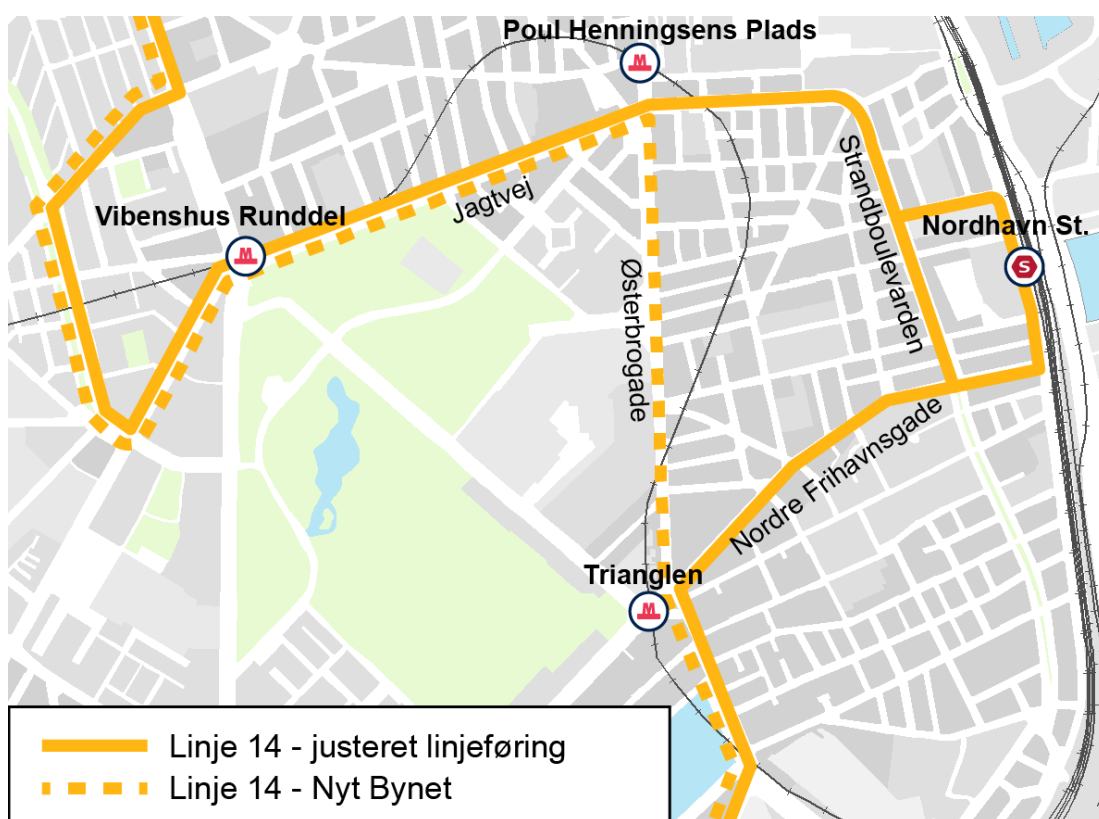 Poul Henningsens Plads
M
Strandboulevarden
Jagtvej
Vibenshus Runddel
M
Nordhavn St.
S
Østerbrogade
Nordre Frihavnsgade
Trianglen
M
Linje 14 - justeret linjeføring
Linje 14 - Nyt Bynet